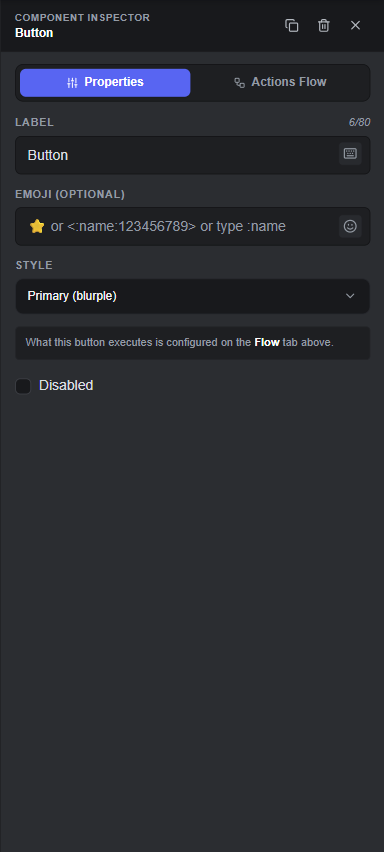 COMPONENT INSPECTOR
Button
Properties
Actions Flow
LABEL
6/80
Button
EMOJI (OPTIONAL)
⭐ or <:name:123456789> or type :name
STYLE
Primary (blurple)
What this button executes is configured on the Flow tab above.
Disabled